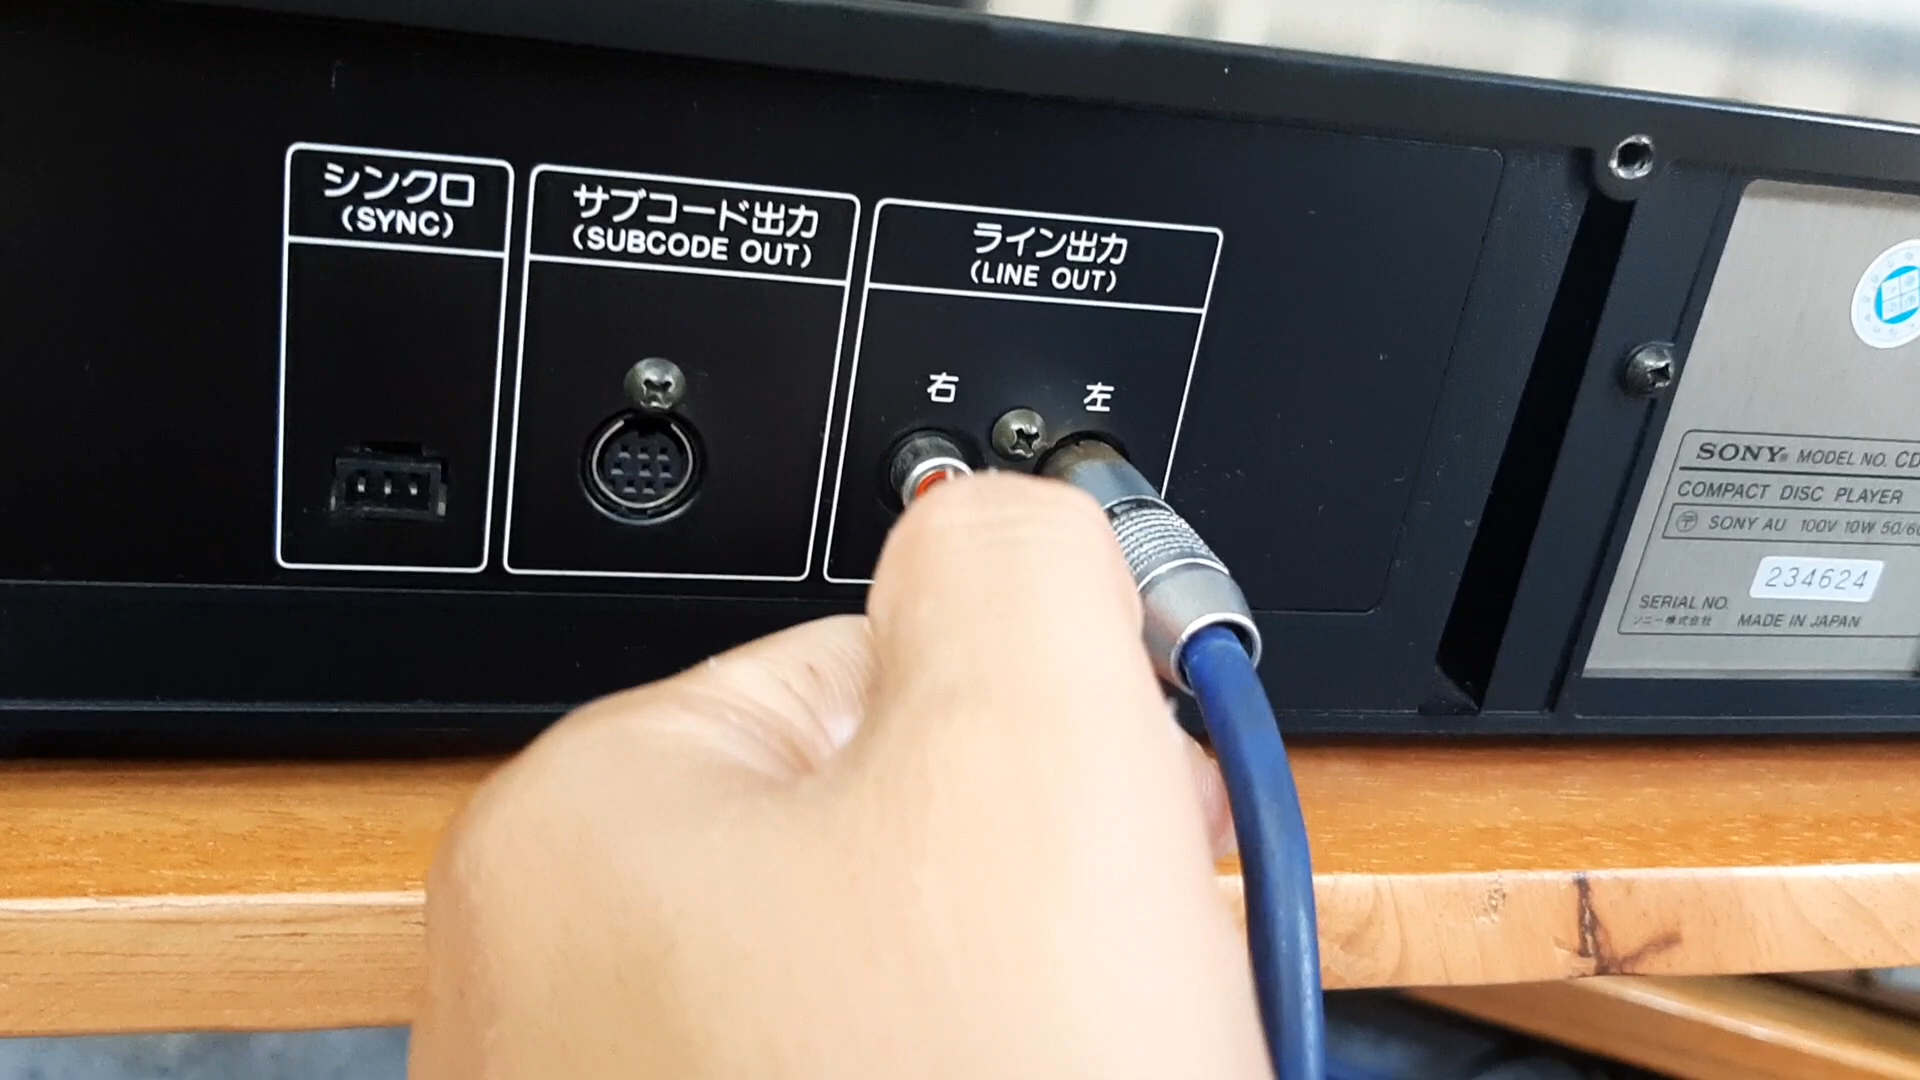 シンクロ
(SYNC)
サブコード出力
(SUBCODE OUT)
ライン出力
(LINE OUT)
右
左
SONY® MODEL NO. CD
COMPACT DISC PLAYER
〒 SONY AU 100V 10W 50/60
234624
SERIAL NO.
ソニー株式会社 MADE IN JAPAN